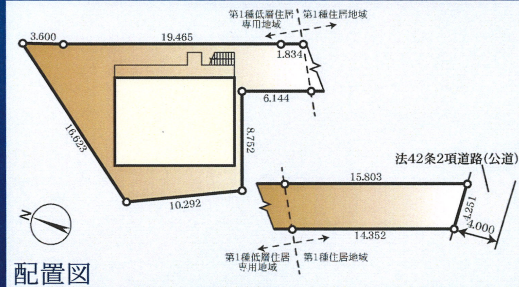 第1種低層住居
専用地域
第1種住居地域
3.600
19.465
1.834
6.144
16.623
8.752
10.292
法42条2項道路(公道)
15.803
4.251
4.000
14.352
第1種低層住居
専用地域
第1種住居地域
N
配置図